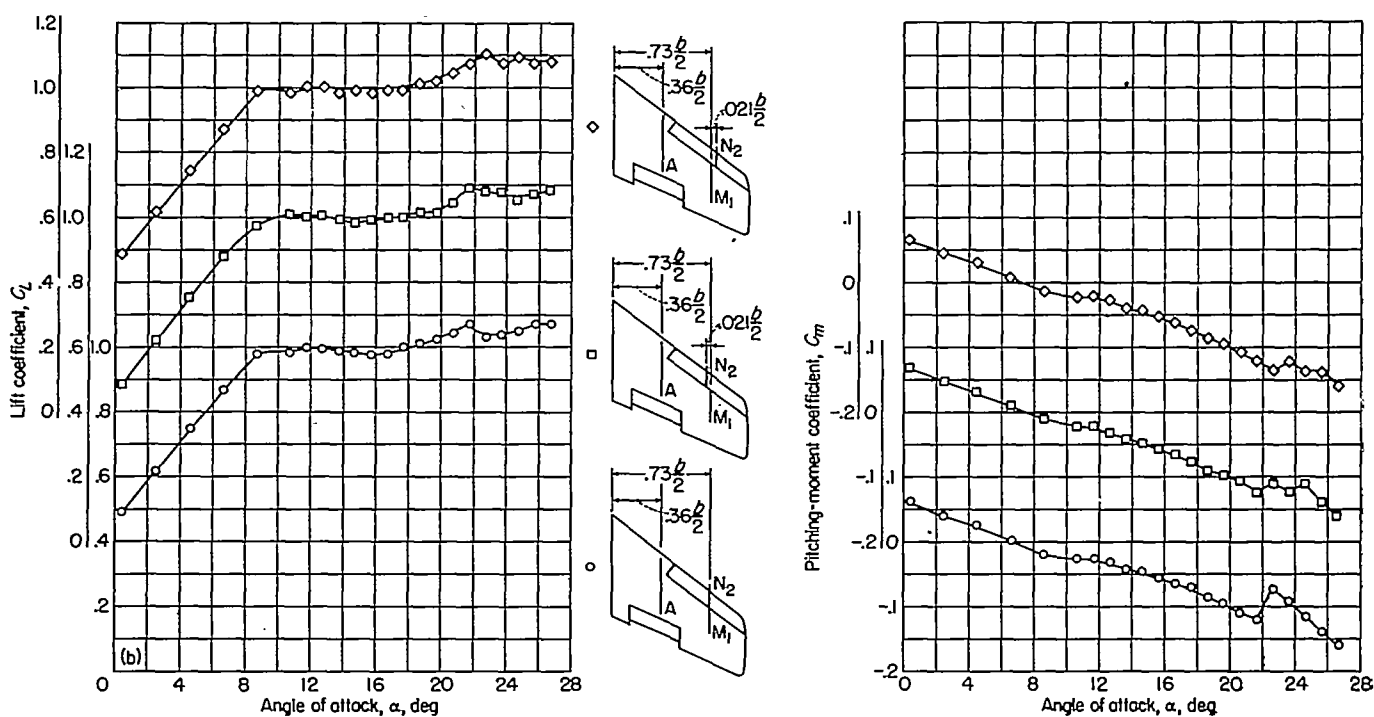 1.2
1.0
.8 1.2
.6 1.0
.4 .8
.2 .6 1.0
0 .4 .8
.2 .6
0 .4
.2
0 4 8 12 16 20 24 28
Lift coefficient, C_L
Angle of attack, α, deg
(b)
.73 b/2
.36 b/2
.021 b/2
N2
A
M1
.73 b/2
.36 b/2
.021 b/2
N2
A
M1
.73 b/2
.36 b/2
N2
A
M1
.1
0
-.1 .1
-.2 0
-.1 .1
-.2 0
-.1
-.2
0 4 8 12 16 20 24 28
Pitching-moment coefficient, C_m
Angle of attack, α, deg